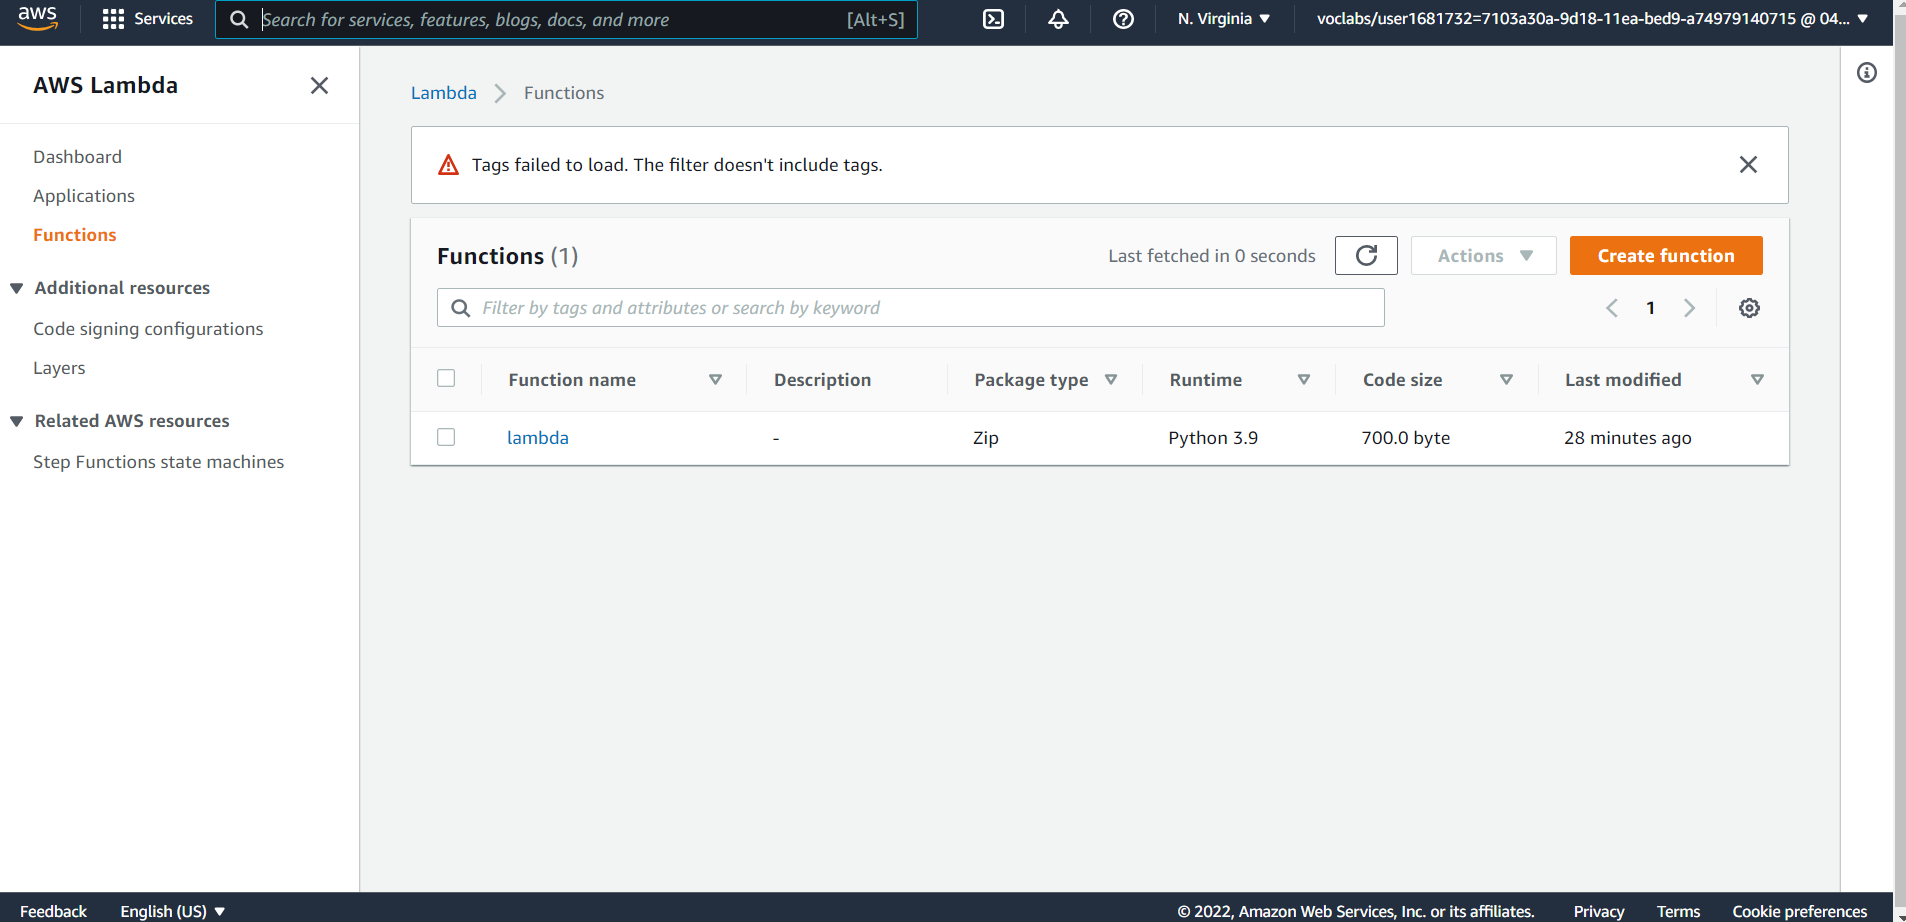 aws Services Search for services, features, blogs, docs, and more [Alt+S] N. Virginia voclabs/user1681732=7103a30a-9d18-11ea-bed9-a74979140715 @ 04...
AWS Lambda
Dashboard
Applications
Functions
Additional resources
Code signing configurations
Layers
Related AWS resources
Step Functions state machines
Lambda Functions
Tags failed to load. The filter doesn't include tags.
Functions (1) Last fetched in 0 seconds Actions Create function
Filter by tags and attributes or search by keyword 1
Function name Description Package type Runtime Code size Last modified
lambda - Zip Python 3.9 700.0 byte 28 minutes ago
Feedback English (US) © 2022, Amazon Web Services, Inc. or its affiliates. Privacy Terms Cookie preferences